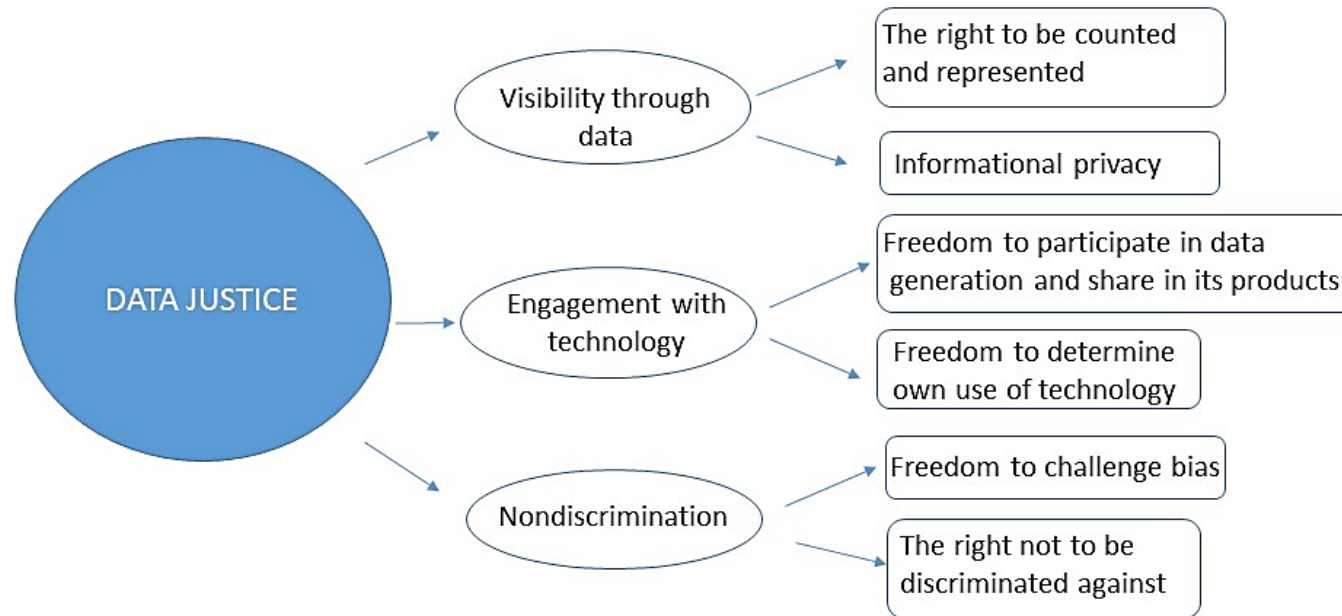 DATA JUSTICE
Visibility through
data
The right to be counted
and represented
Informational privacy
Engagement with
technology
Freedom to participate in data
generation and share in its products
Freedom to determine
own use of technology
Nondiscrimination
Freedom to challenge bias
The right not to be
discriminated against